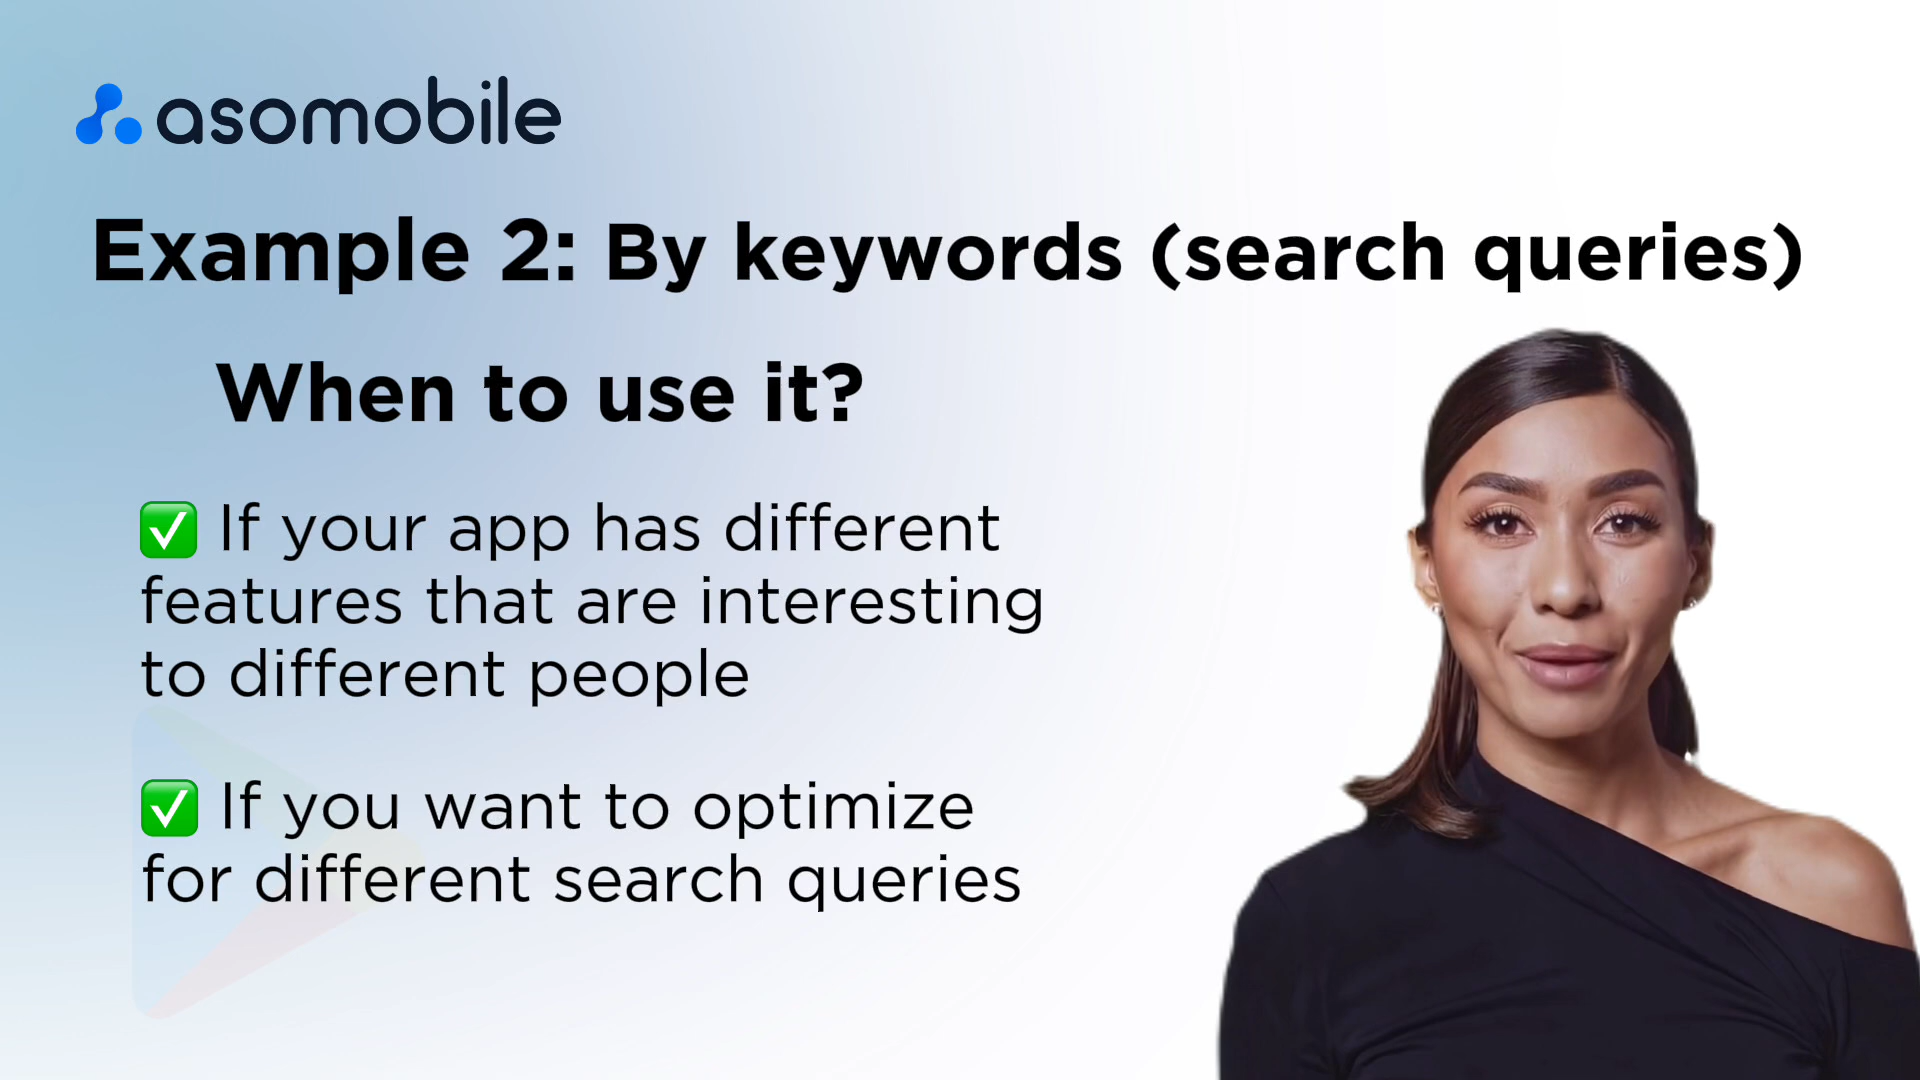 asomobile
Example 2: By keywords (search queries)
When to use it?
✅ If your app has different
features that are interesting
to different people
✅ If you want to optimize
for different search queries